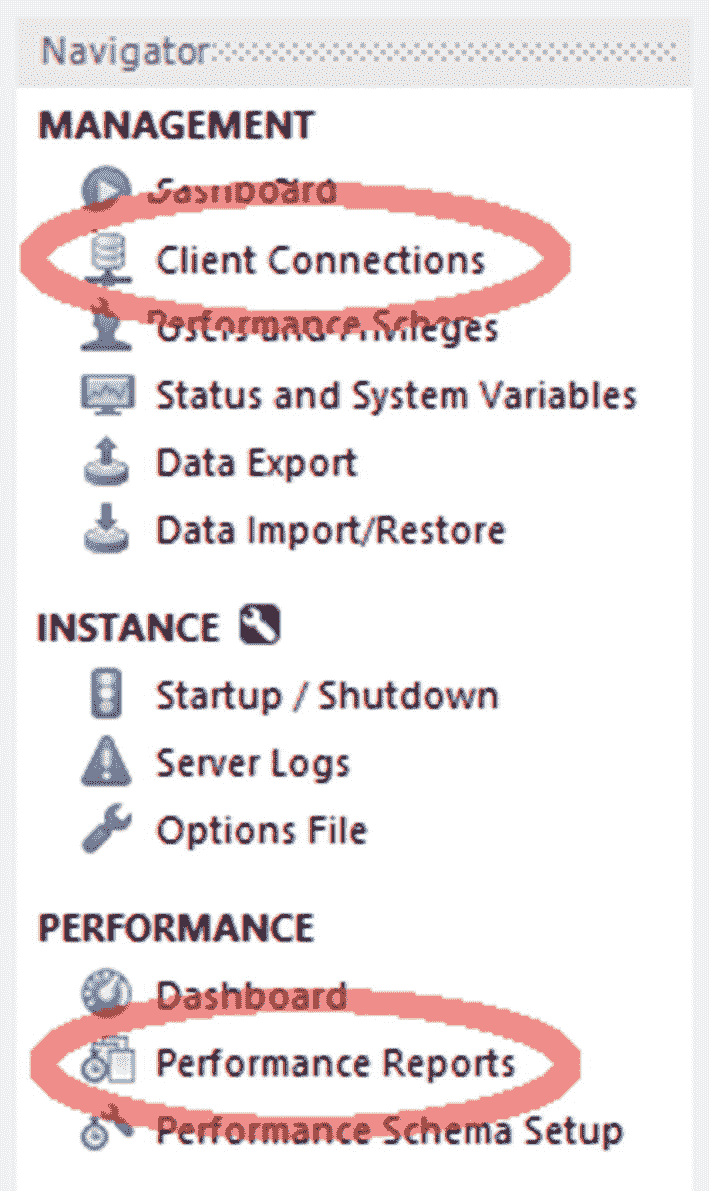 Navigator
MANAGEMENT
Client Connections
Users and Privileges
Status and System Variables
Data Export
Data Import/Restore
INSTANCE
Startup / Shutdown
Server Logs
Options File
PERFORMANCE
Dashboard
Performance Reports
Performance Schema Setup